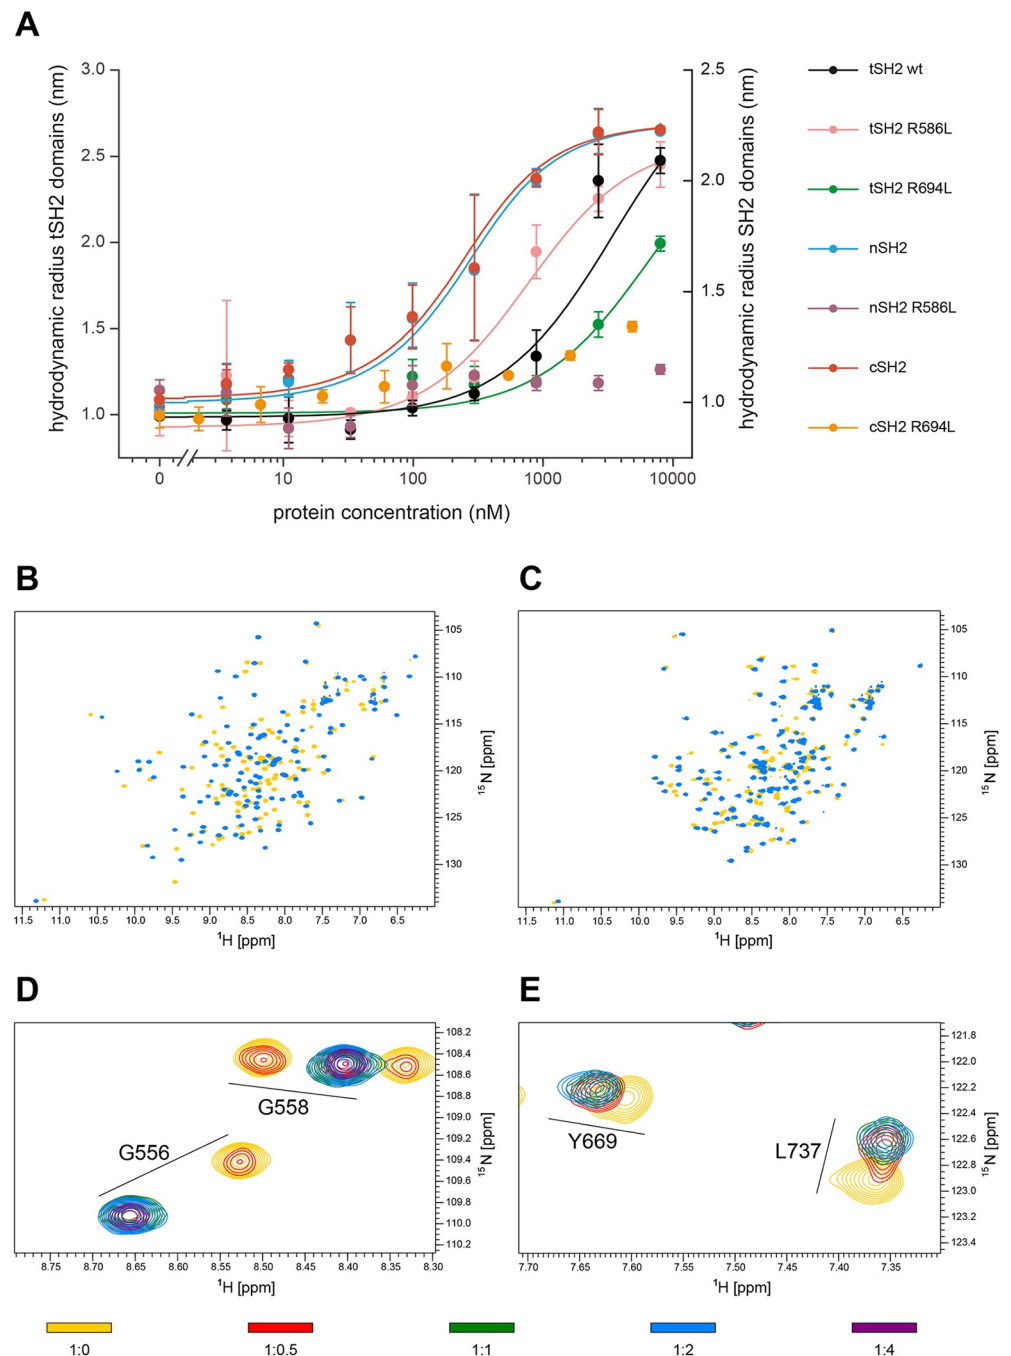 A
hydrodynamic radius tSH2 domains (nm)
3.0
2.5
2.0
1.5
1.0
2.5
2.0
1.5
1.0
hydrodynamic radius SH2 domains (nm)
0
10
100
1000
10000
protein concentration (nM)
tSH2 wt
tSH2 R586L
tSH2 R694L
nSH2
nSH2 R586L
cSH2
cSH2 R694L
B
105
110
115
120
125
130
15N [ppm]
11.5 11.0 10.5 10.0 9.5 9.0 8.5 8.0 7.5 7.0 6.5
1H [ppm]
C
105
110
115
120
125
130
15N [ppm]
11.5 11.0 10.5 10.0 9.5 9.0 8.5 8.0 7.5 7.0 6.5
1H [ppm]
D
G558
G556
108.2
108.4
108.6
108.8
109.0
109.2
109.4
109.6
109.8
110.0
110.2
15N [ppm]
8.75 8.70 8.65 8.60 8.55 8.50 8.45 8.40 8.35 8.30
1H [ppm]
E
Y669
L737
121.8
122.0
122.2
122.4
122.6
122.8
123.0
123.2
123.4
15N [ppm]
7.70 7.65 7.60 7.55 7.50 7.45 7.40 7.35
1H [ppm]
1:0 1:0.5 1:1 1:2 1:4